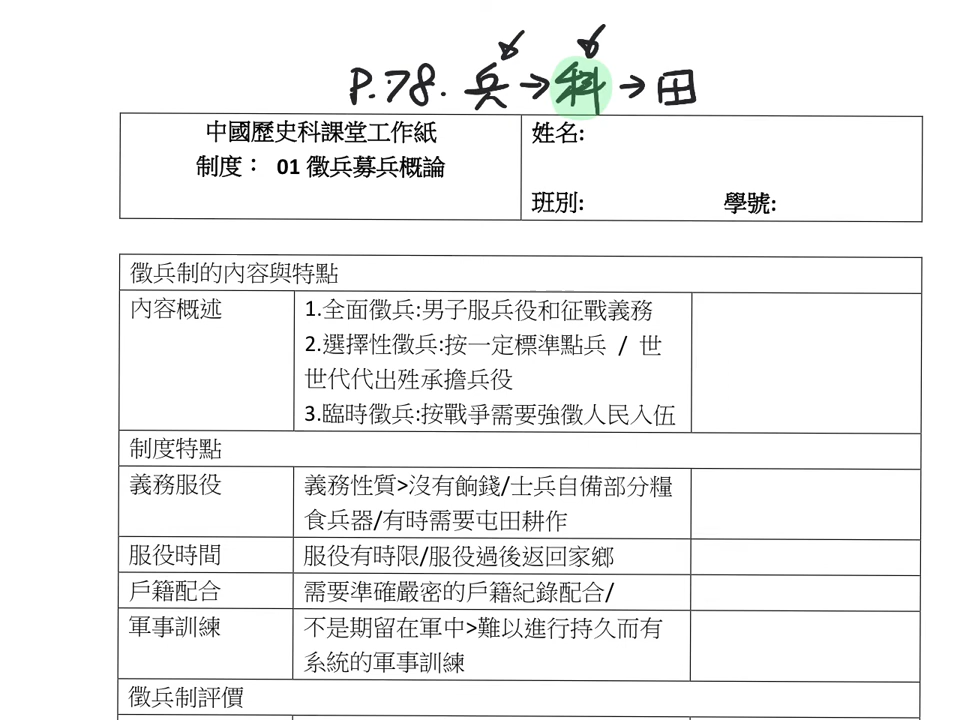 P.78. 兵→科→田
中國歷史科課堂工作紙
制度： 01 徵兵募兵概論
姓名:
班別: 學號:
徵兵制的內容與特點
內容概述
1.全面徵兵:男子服兵役和征戰義務
2.選擇性徵兵:按一定標準點兵 / 世
世代代出姓承擔兵役
3.臨時徵兵:按戰爭需要強徵人民入伍
制度特點
義務服役
義務性質>沒有餉錢/士兵自備部分糧
食兵器/有時需要屯田耕作
服役時間
服役有時限/服役過後返回家鄉
戶籍配合
需要準確嚴密的戶籍紀錄配合/
軍事訓練
不是期留在軍中>難以進行持久而有
系統的軍事訓練
徵兵制評價